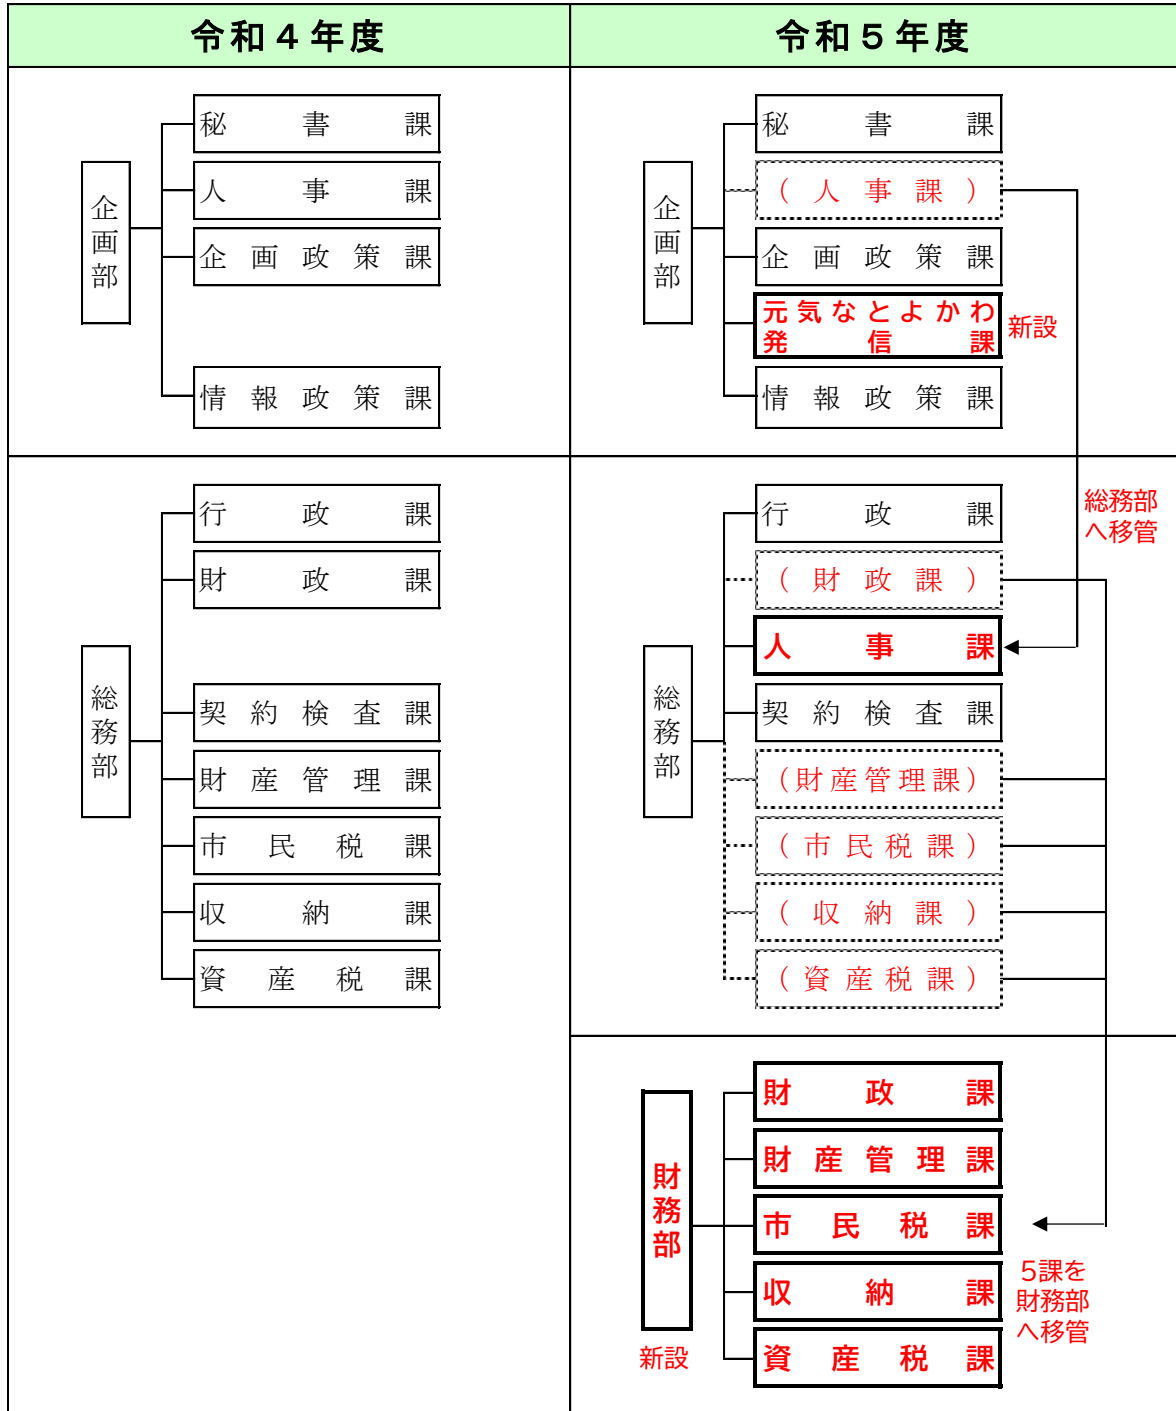 令和４年度
令和５年度
企画部
秘書課
人事課
企画政策課
情報政策課
企画部
秘書課
（人事課）
企画政策課
元気なとよかわ
発信課
新設
情報政策課
総務部
行政課
財政課
契約検査課
財産管理課
市民税課
収納課
資産税課
総務部
行政課
（財政課）
人事課
契約検査課
（財産管理課）
（市民税課）
（収納課）
（資産税課）
総務部
へ移管
財務部
新設
財政課
財産管理課
市民税課
収納課
資産税課
5課を
財務部
へ移管